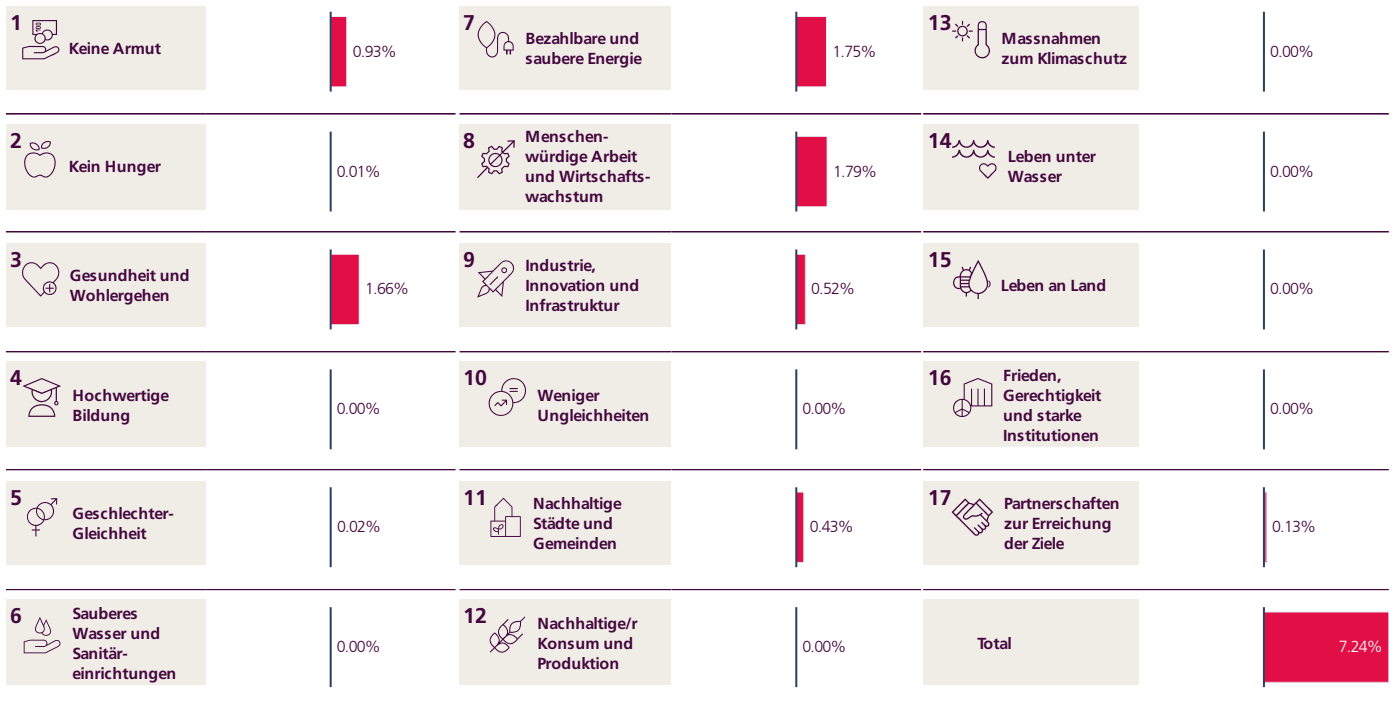 1
Keine Armut
0.93%
2
Kein Hunger
0.01%
3
Gesundheit und
Wohlergehen
1.66%
4
Hochwertige
Bildung
0.00%
5
Geschlechter-
Gleichheit
0.02%
6
Sauberes
Wasser und
Sanitär-
einrichtungen
0.00%
7
Bezahlbare und
saubere Energie
1.75%
8
Menschen-
würdige Arbeit
und Wirtschafts-
wachstum
1.79%
9
Industrie,
Innovation und
Infrastruktur
0.52%
10
Weniger
Ungleichheiten
0.00%
11
Nachhaltige
Städte und
Gemeinden
0.43%
12
Nachhaltige/r
Konsum und
Produktion
0.00%
13
Massnahmen
zum Klimaschutz
0.00%
14
Leben unter
Wasser
0.00%
15
Leben an Land
0.00%
16
Frieden,
Gerechtigkeit
und starke
Institutionen
0.00%
17
Partnerschaften
zur Erreichung
der Ziele
0.13%
Total
7.24%